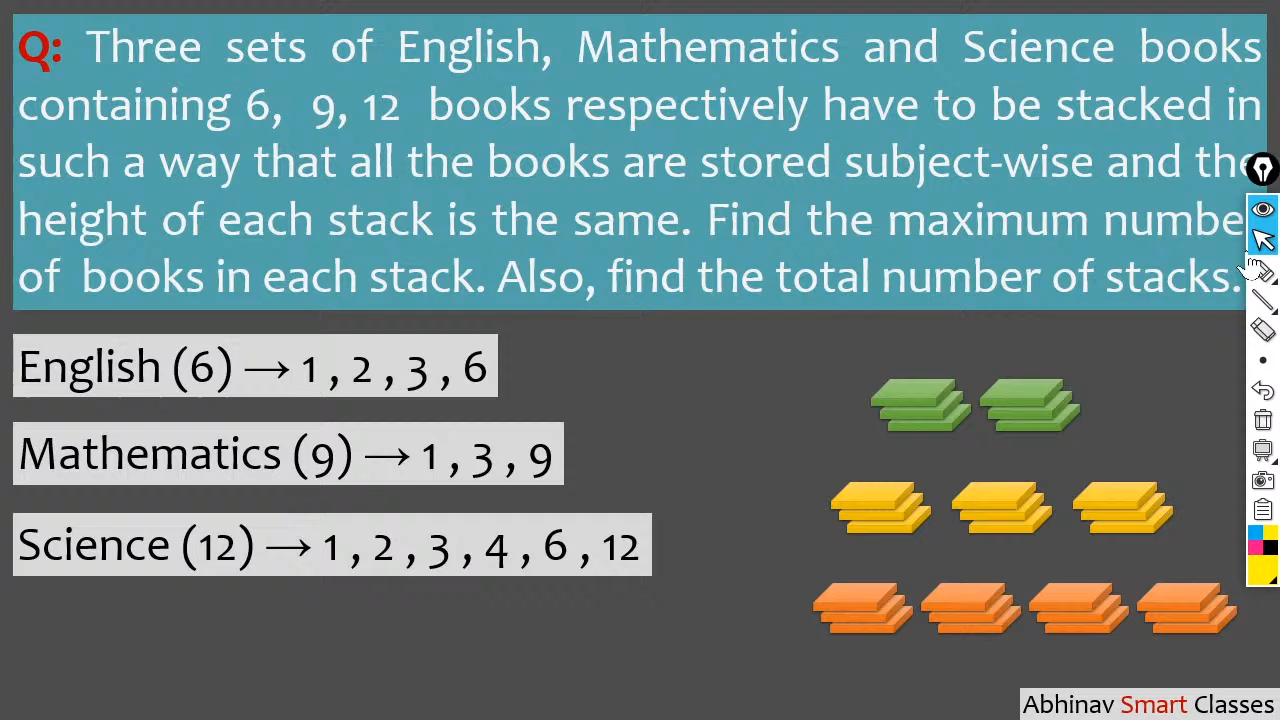 Q: Three sets of English, Mathematics and Science books
containing 6, 9, 12 books respectively have to be stacked in
such a way that all the books are stored subject-wise and the
height of each stack is the same. Find the maximum numbe
of books in each stack. Also, find the total number of stacks.
English (6) → 1 , 2 , 3 , 6
Mathematics (9) → 1 , 3 , 9
Science (12) → 1 , 2 , 3 , 4 , 6 , 12
Abhinav Smart Classes